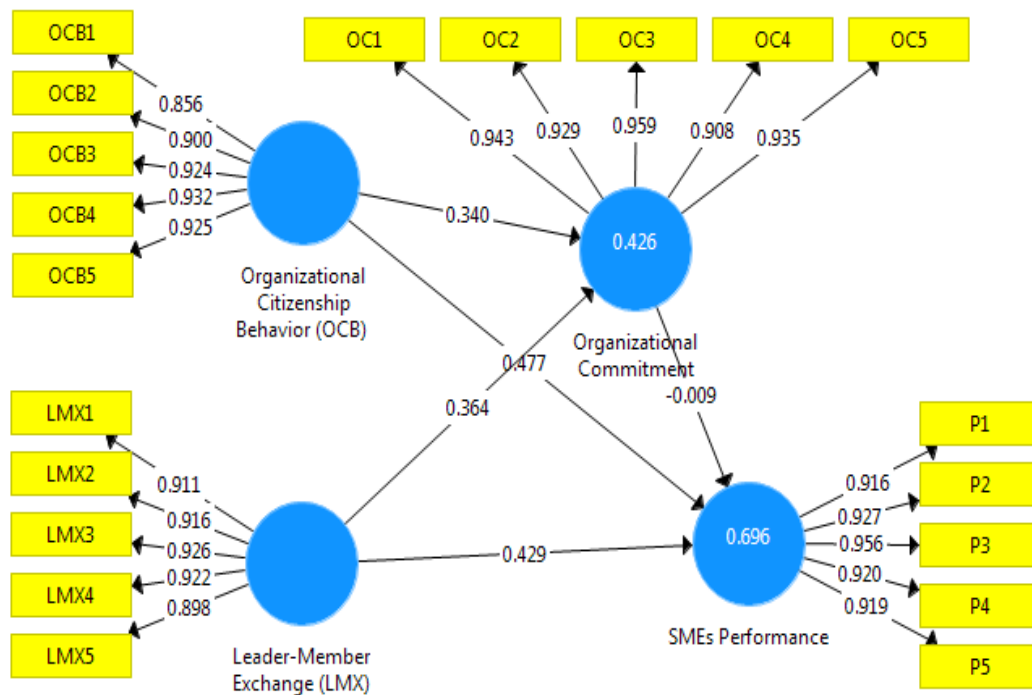 OCB1
OCB2
OCB3
OCB4
OCB5
0.856
0.900
0.924
0.932
0.925
Organizational
Citizenship
Behavior (OCB)
OC1
OC2
OC3
OC4
OC5
0.943
0.929
0.959
0.908
0.935
0.340
0.426
Organizational
Commitment
0.477
0.364
-0.009
LMX1
LMX2
LMX3
LMX4
LMX5
0.911
0.916
0.926
0.922
0.898
Leader-Member
Exchange (LMX)
0.429
0.696
SMEs Performance
0.916
0.927
0.956
0.920
0.919
P1
P2
P3
P4
P5